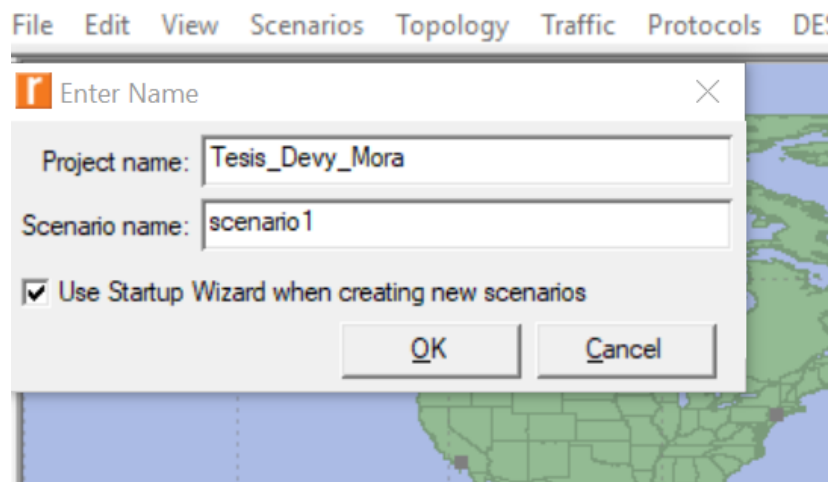 File Edit View Scenarios Topology Traffic Protocols DES
Enter Name
Project name: Tesis_Devy_Mora
Scenario name: scenario1
Use Startup Wizard when creating new scenarios
OK Cancel